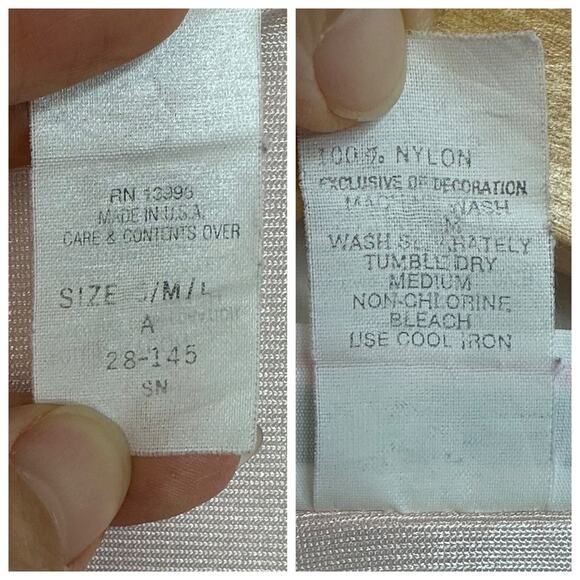 RN 13998
MADE IN U.S.A.
CARE & CONTENTS OVER
SIZE S/M/L
A
28-145
SN
100% NYLON
EXCLUSIVE OF DECORATION
WASH
WASH SEPARATELY
TUMBLE DRY
MEDIUM
NON-CHLORINE
BLEACH
USE COOL IRON